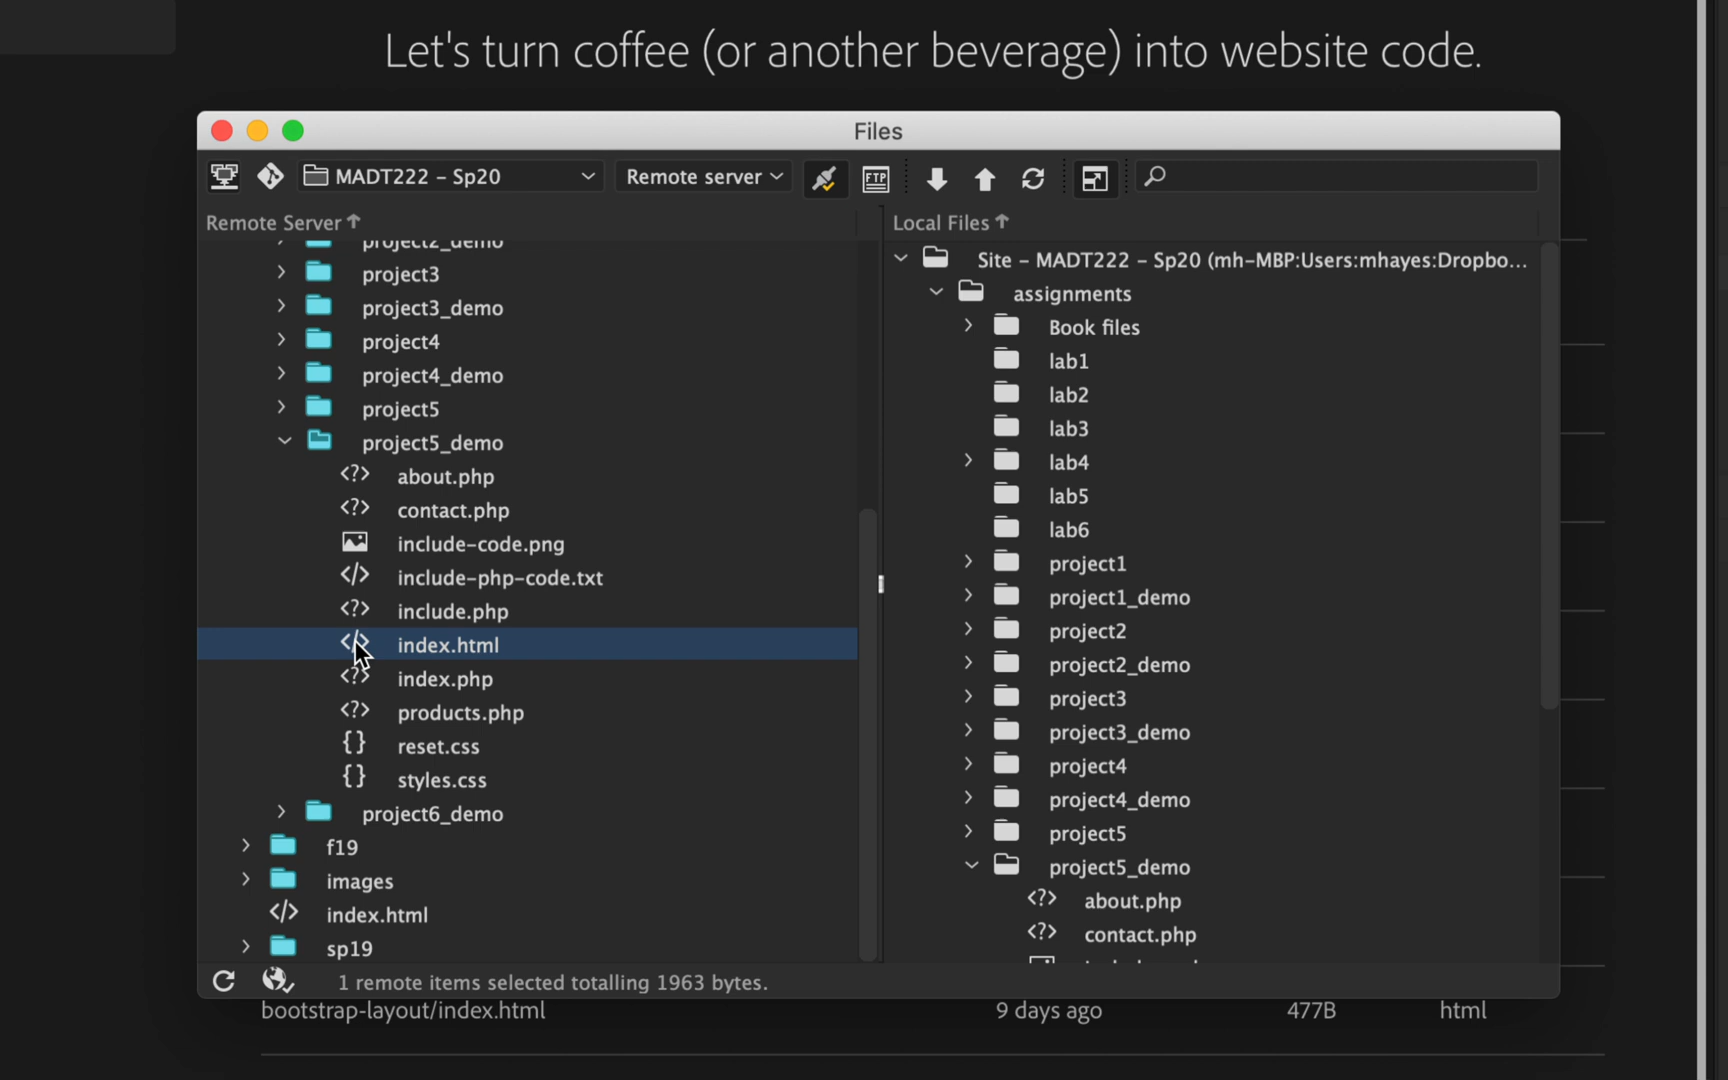 Let's turn coffee (or another beverage) into website code.
Files
MADT222 – Sp20
Remote server
FTP
Remote Server
Local Files
project2_demo
project3
project3_demo
project4
project4_demo
project5
project5_demo
about.php
contact.php
include-code.png
include-php-code.txt
include.php
index.html
index.php
products.php
reset.css
styles.css
project6_demo
f19
images
index.html
sp19
Site – MADT222 – Sp20 (mh-MBP:Users:mhayes:Dropbo...
assignments
Book files
lab1
lab2
lab3
lab4
lab5
lab6
project1
project1_demo
project2
project2_demo
project3
project3_demo
project4
project4_demo
project5
project5_demo
about.php
contact.php
1 remote items selected totalling 1963 bytes.
bootstrap-layout/index.html 9 days ago 477B html